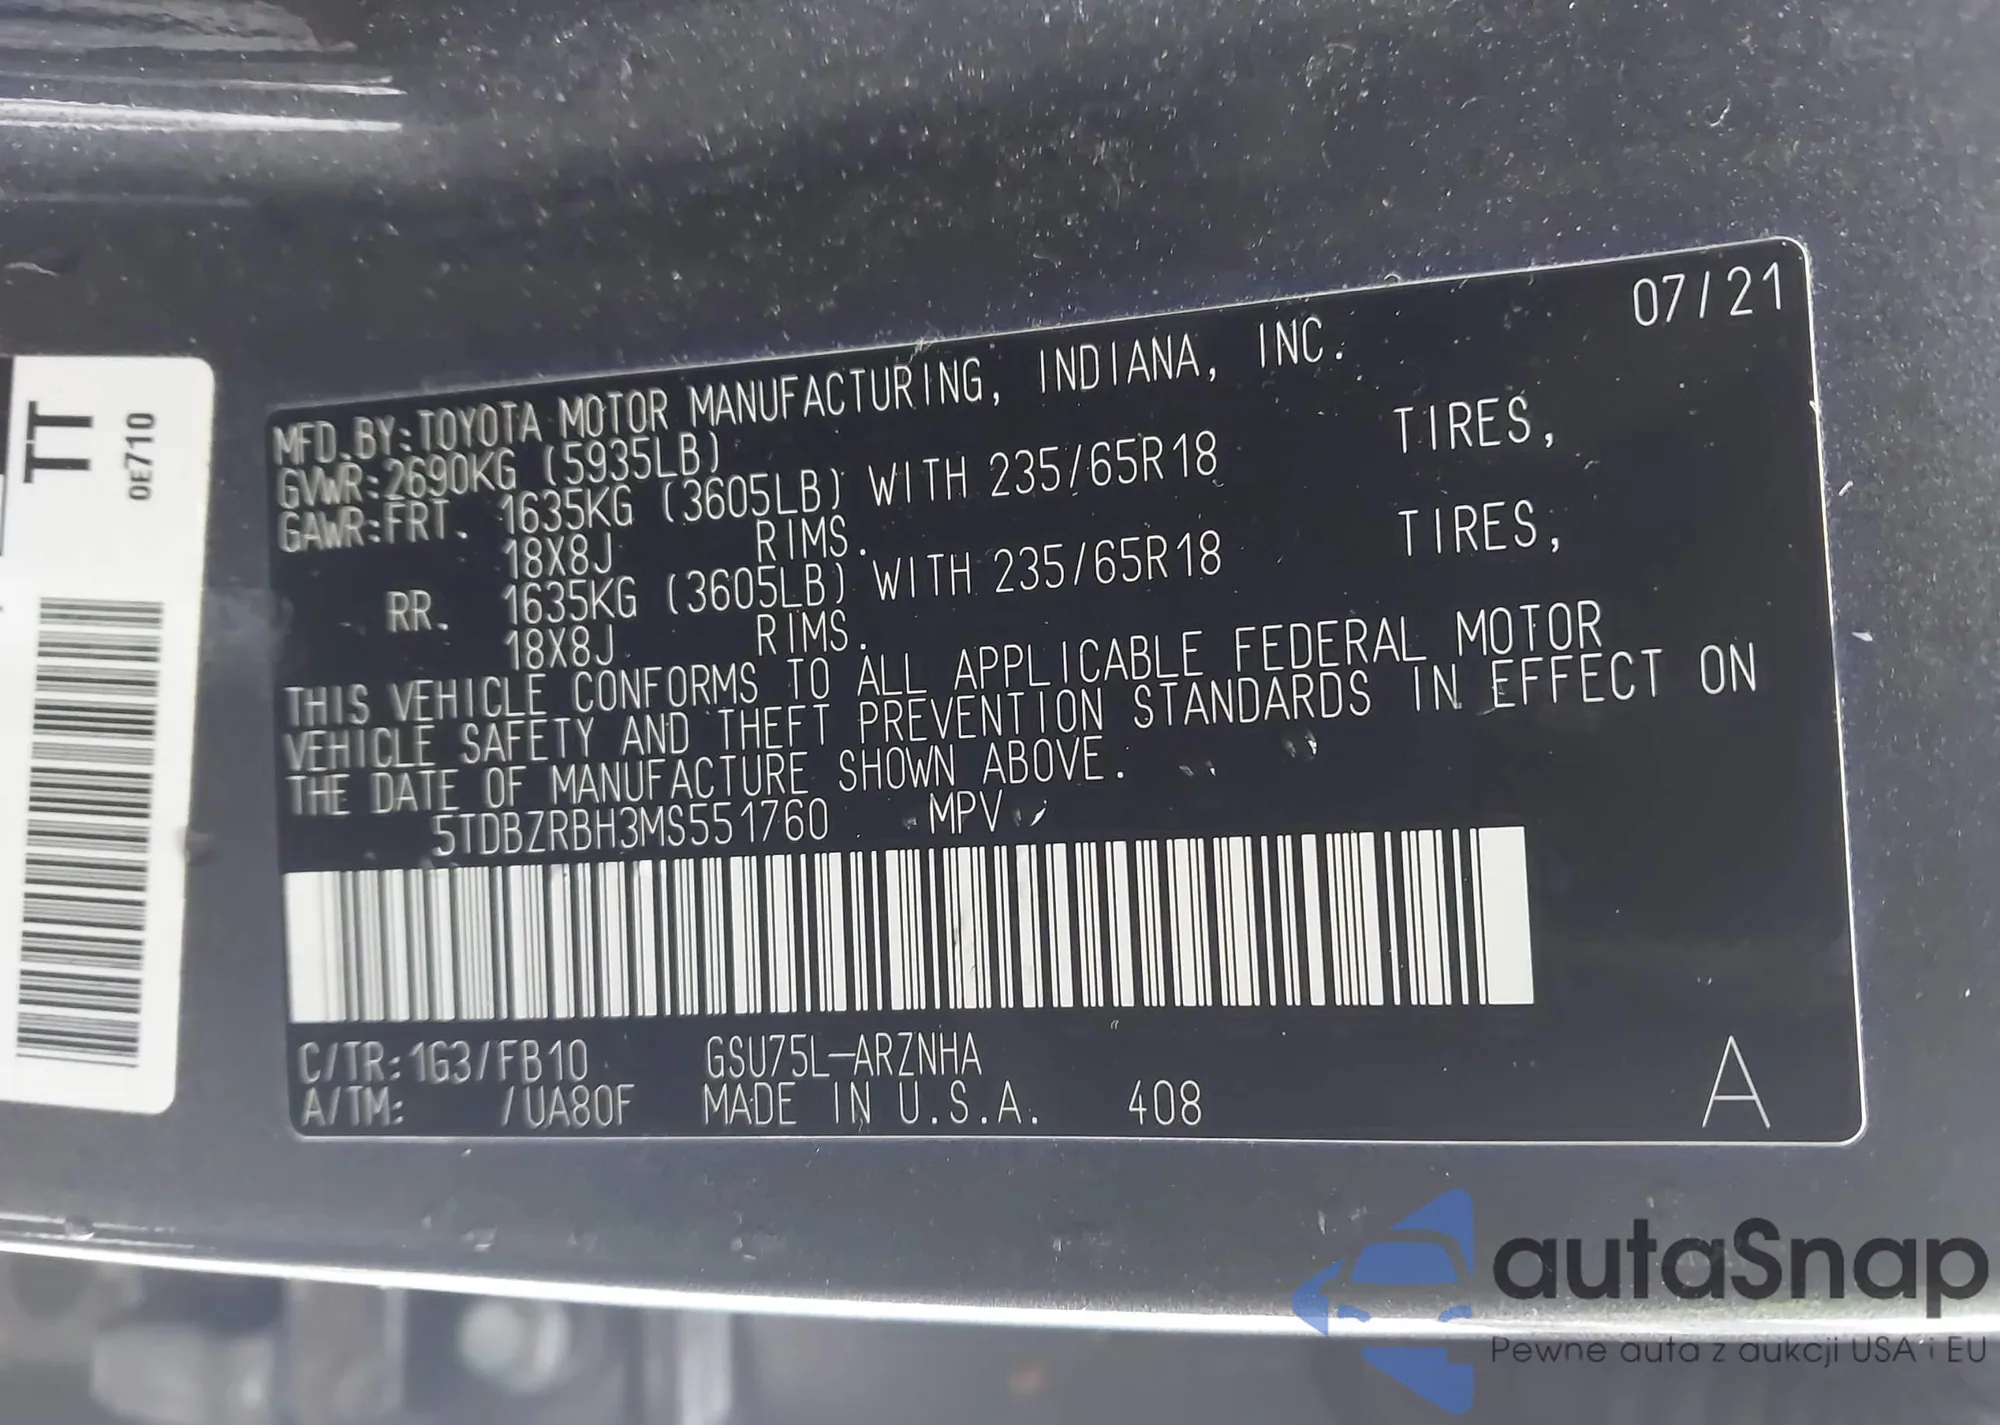 TT
0E710
07/21
MFD.BY:TOYOTA MOTOR MANUFACTURING, INDIANA, INC.
GVWR:2690KG (5935LB)
GAWR:FRT. 1635KG (3605LB) WITH 235/65R18 TIRES,
18X8J RIMS.
RR. 1635KG (3605LB) WITH 235/65R18 TIRES,
18X8J RIMS.
THIS VEHICLE CONFORMS TO ALL APPLICABLE FEDERAL MOTOR
VEHICLE SAFETY AND THEFT PREVENTION STANDARDS IN EFFECT ON
THE DATE OF MANUFACTURE SHOWN ABOVE.
5TDBZRBH3MS551760 MPV
C/TR:1G3/FB10 GSU75L-ARZNHA
A/TM: /UA80F MADE IN U.S.A. 408 A
autaSnap
Pewne auta z aukcji USA i EU